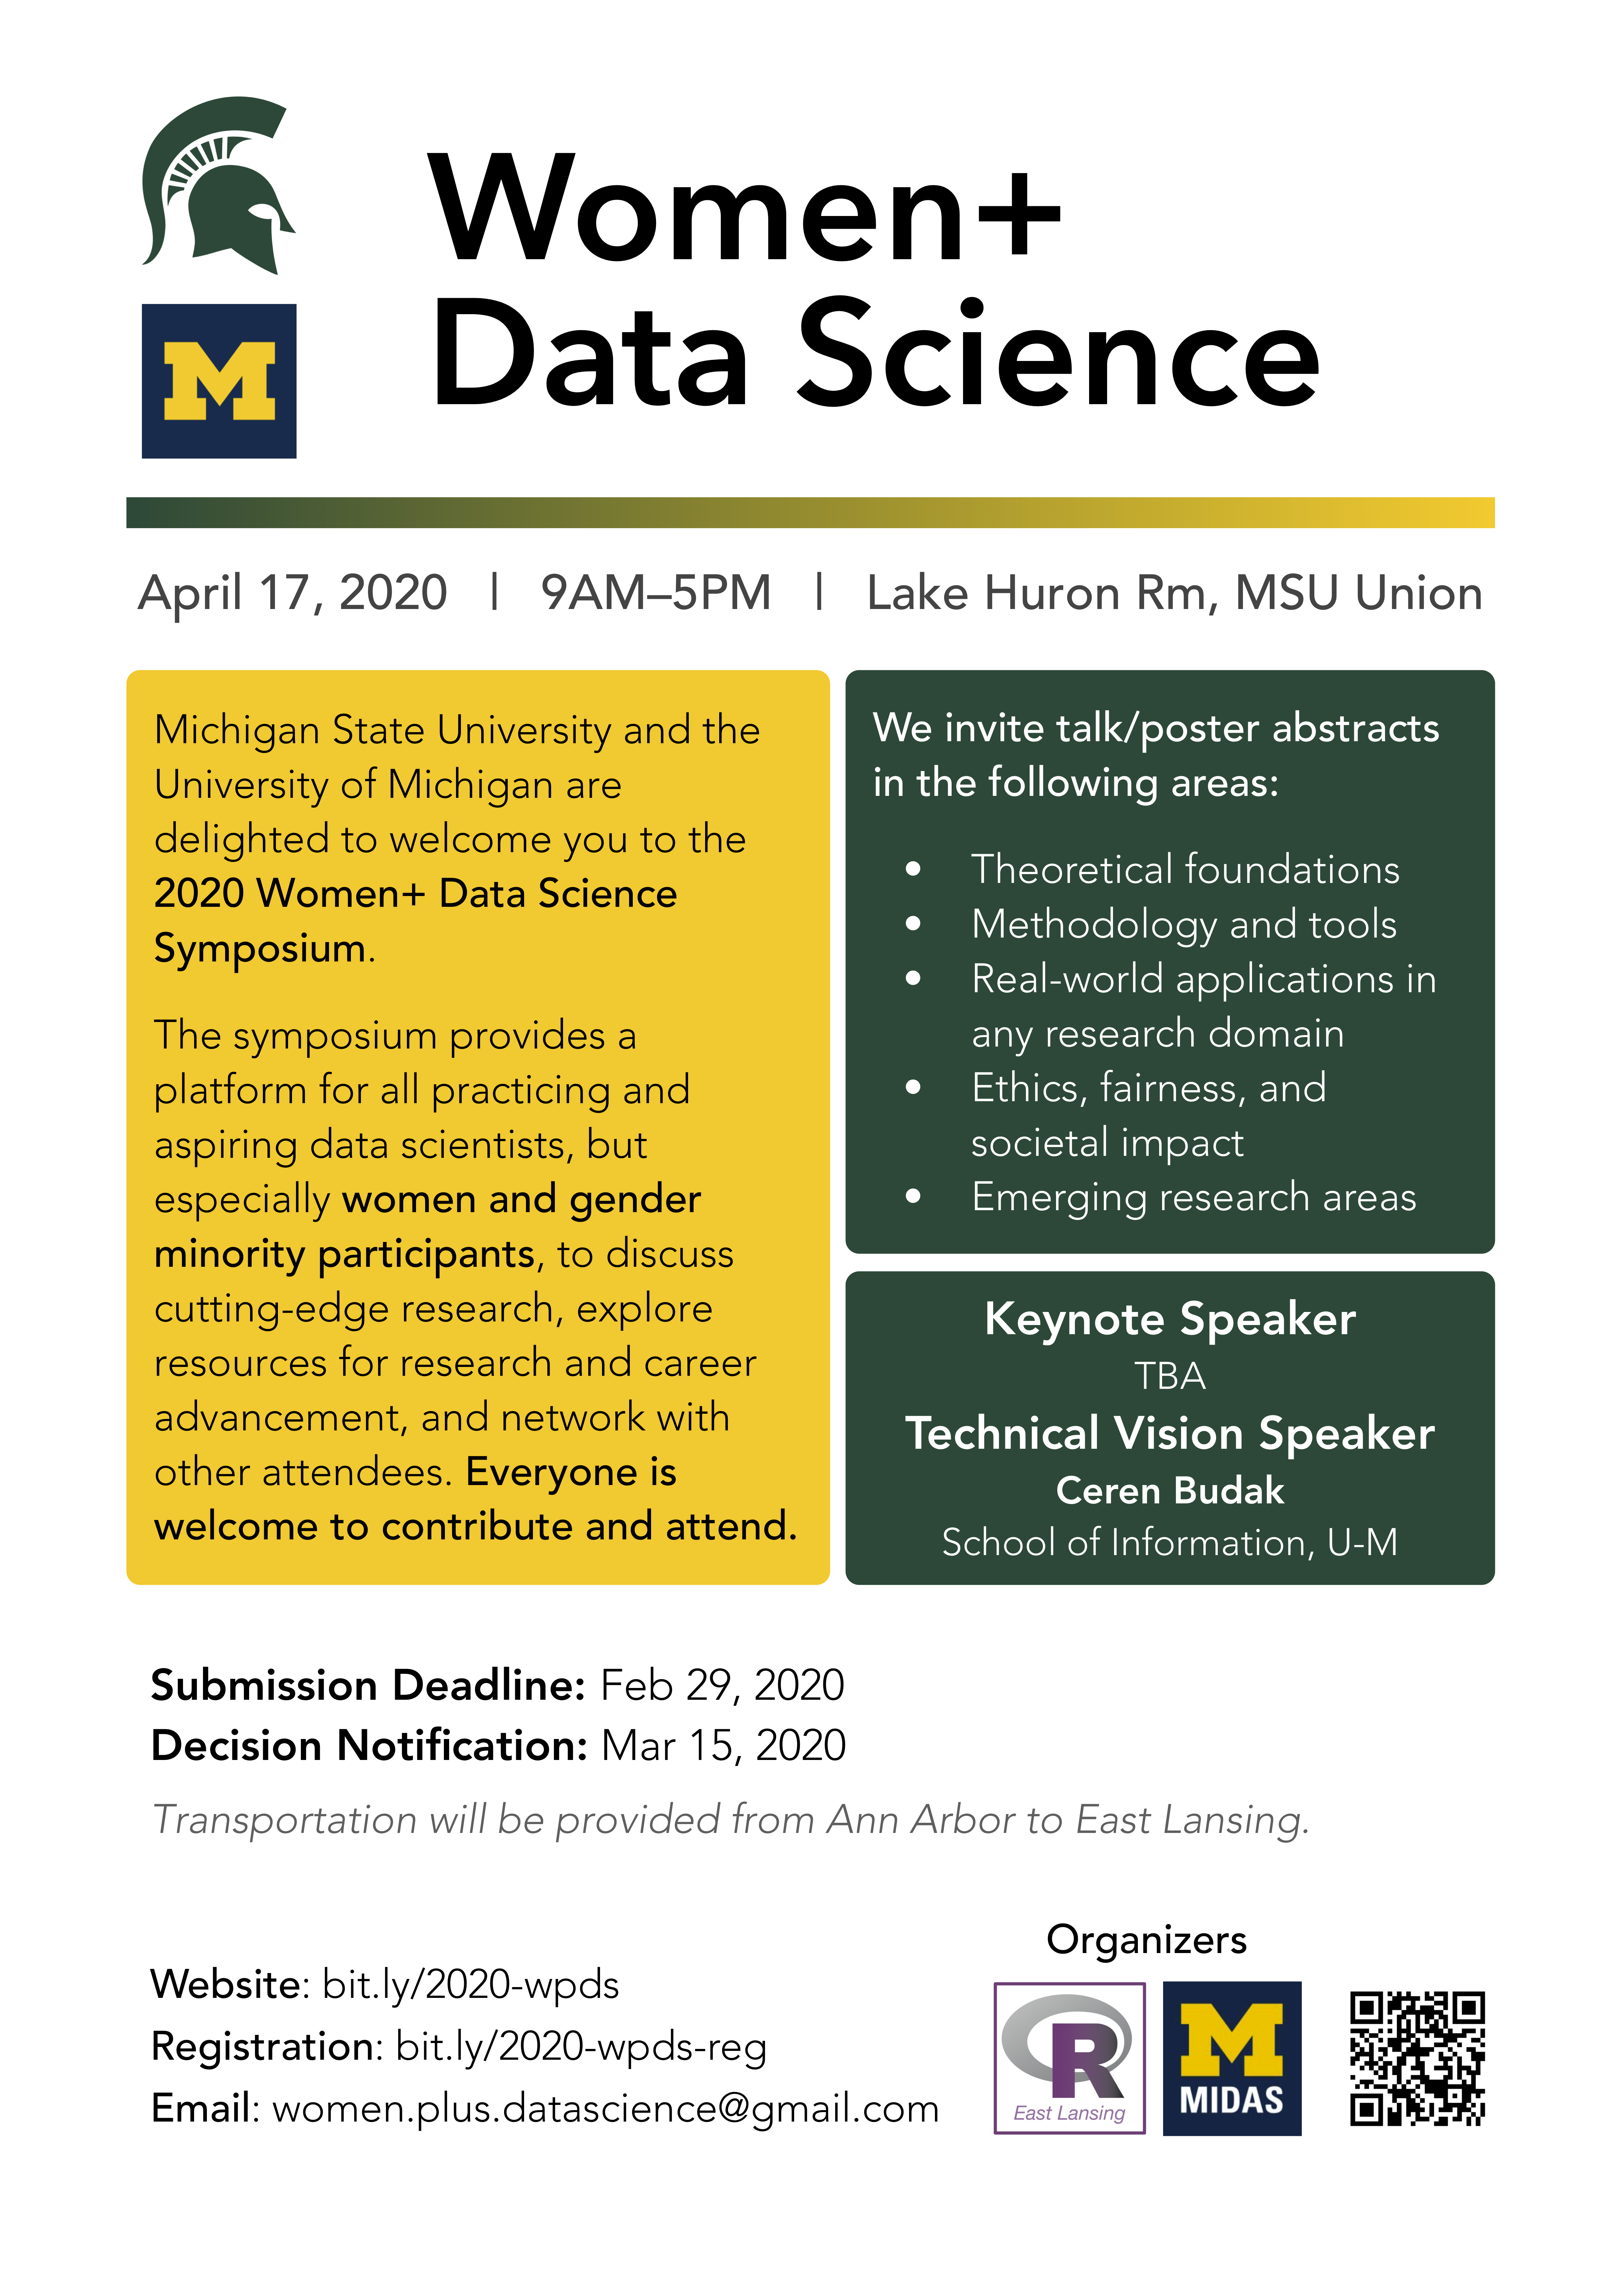 Women+
Data Science
M
April 17, 2020 | 9AM–5PM | Lake Huron Rm, MSU Union
Michigan State University and the
University of Michigan are
delighted to welcome you to the
2020 Women+ Data Science
Symposium.
The symposium provides a
platform for all practicing and
aspiring data scientists, but
especially women and gender
minority participants, to discuss
cutting-edge research, explore
resources for research and career
advancement, and network with
other attendees. Everyone is
welcome to contribute and attend.
We invite talk/poster abstracts
in the following areas:
• Theoretical foundations
• Methodology and tools
• Real-world applications in
any research domain
• Ethics, fairness, and
societal impact
• Emerging research areas
Keynote Speaker
TBA
Technical Vision Speaker
Ceren Budak
School of Information, U-M
Submission Deadline: Feb 29, 2020
Decision Notification: Mar 15, 2020
Transportation will be provided from Ann Arbor to East Lansing.
Website: bit.ly/2020-wpds
Registration: bit.ly/2020-wpds-reg
Email: women.plus.datascience@gmail.com
Organizers
R
East Lansing
M
MIDAS